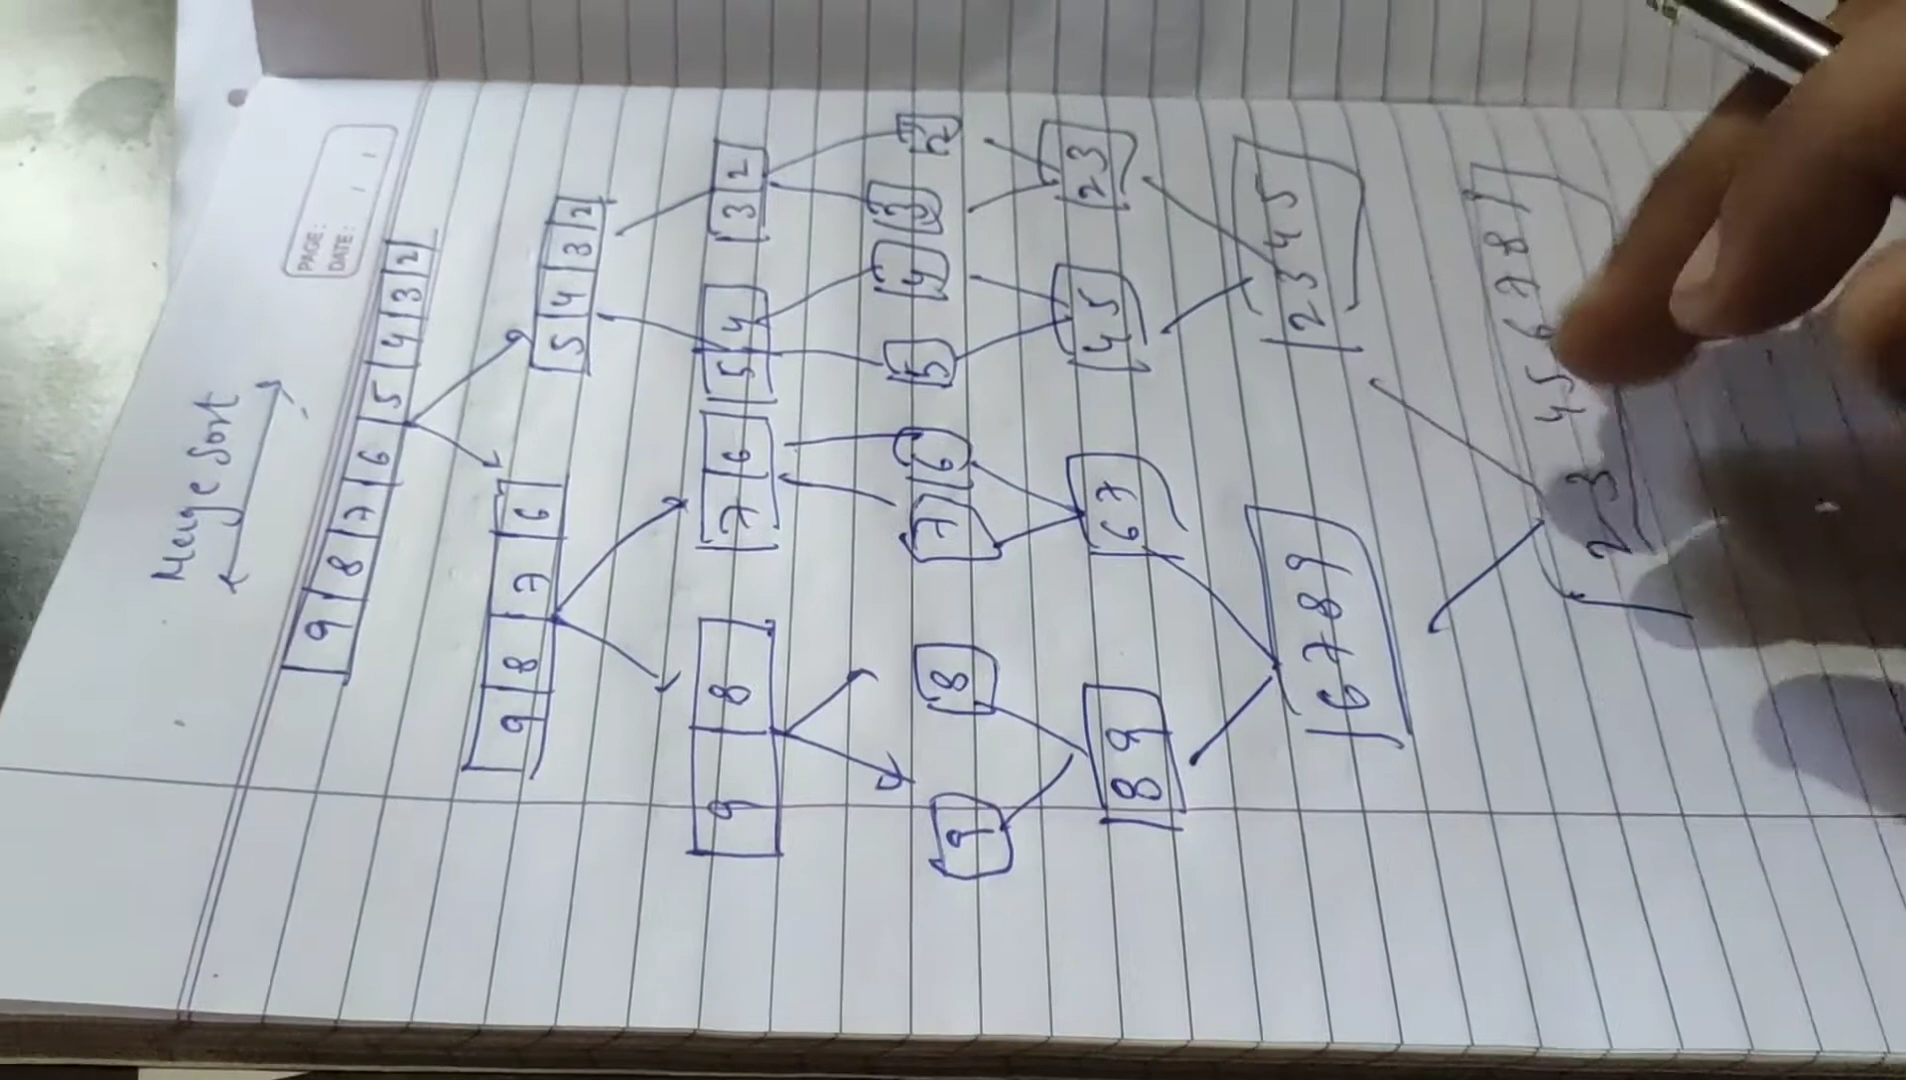 PAGE:
DATE: / /
Merge Sort
9 8 7 6 5 4 3 2
9 8 7 6 5 4 3 2
9 8 7 6 5 4 3 2
9 8 7 6 5 4 3 2
8 9 6 7 4 5 2 3
6 7 8 9 2 3 4 5
2 3 4 5 6 7 8 9